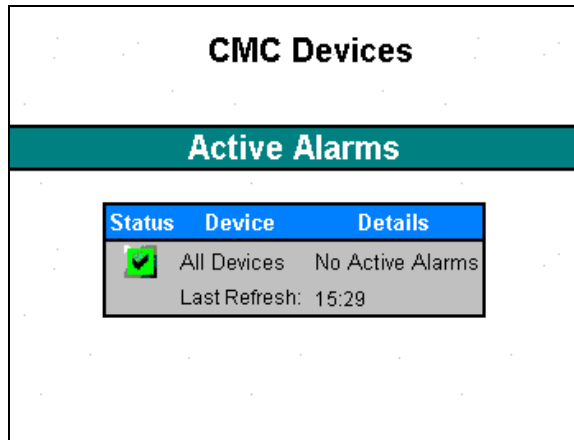 CMC Devices
Active Alarms
Status Device Details
All Devices No Active Alarms
Last Refresh: 15:29